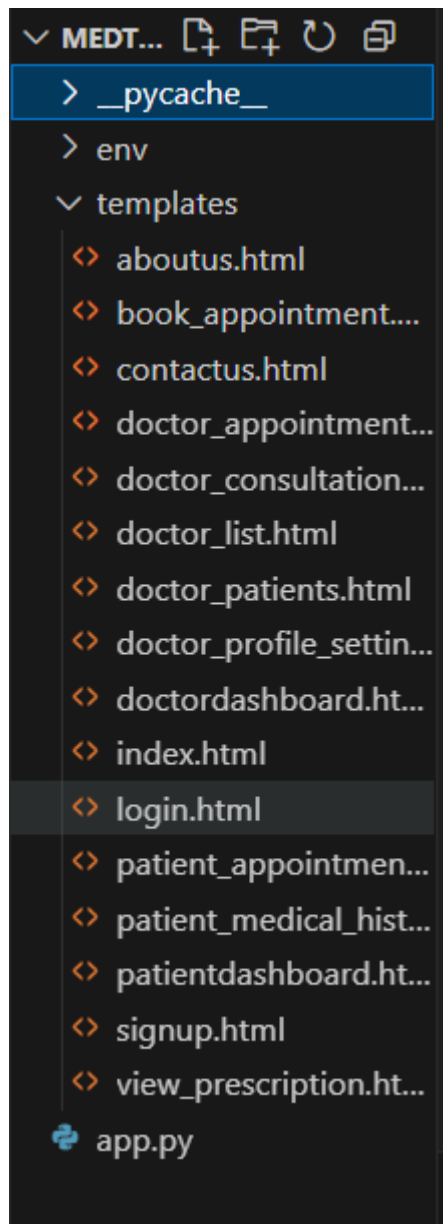 MEDT...
__pycache__
env
templates
aboutus.html
book_appointment....
contactus.html
doctor_appointment...
doctor_consultation...
doctor_list.html
doctor_patients.html
doctor_profile_settin...
doctordashboard.ht...
index.html
login.html
patient_appointmen...
patient_medical_hist...
patientdashboard.ht...
signup.html
view_prescription.ht...
app.py